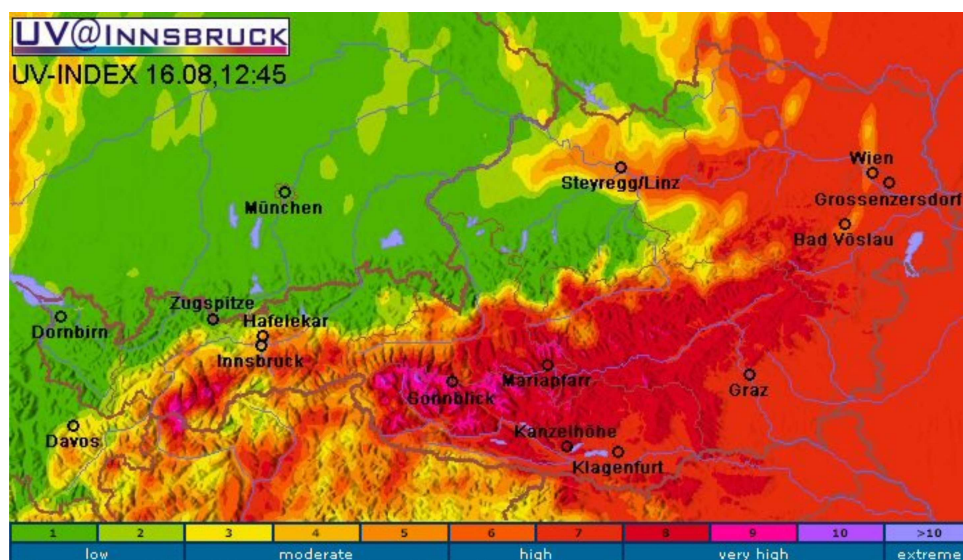 UV@INNSBRUCK
UV-INDEX 16.08,12:45
Wien
Steyregg/Linz
Grossenzersdorf
München
Bad Vöslau
Zugspitze
Dornbirn
Hafelekar
Innsbruck
Mariapfarr
Graz
Sonnblick
Davos
Kanzelhöhe
Klagenfurt
1 2 3 4 5 6 7 8 9 10 >10
low moderate high very high extreme